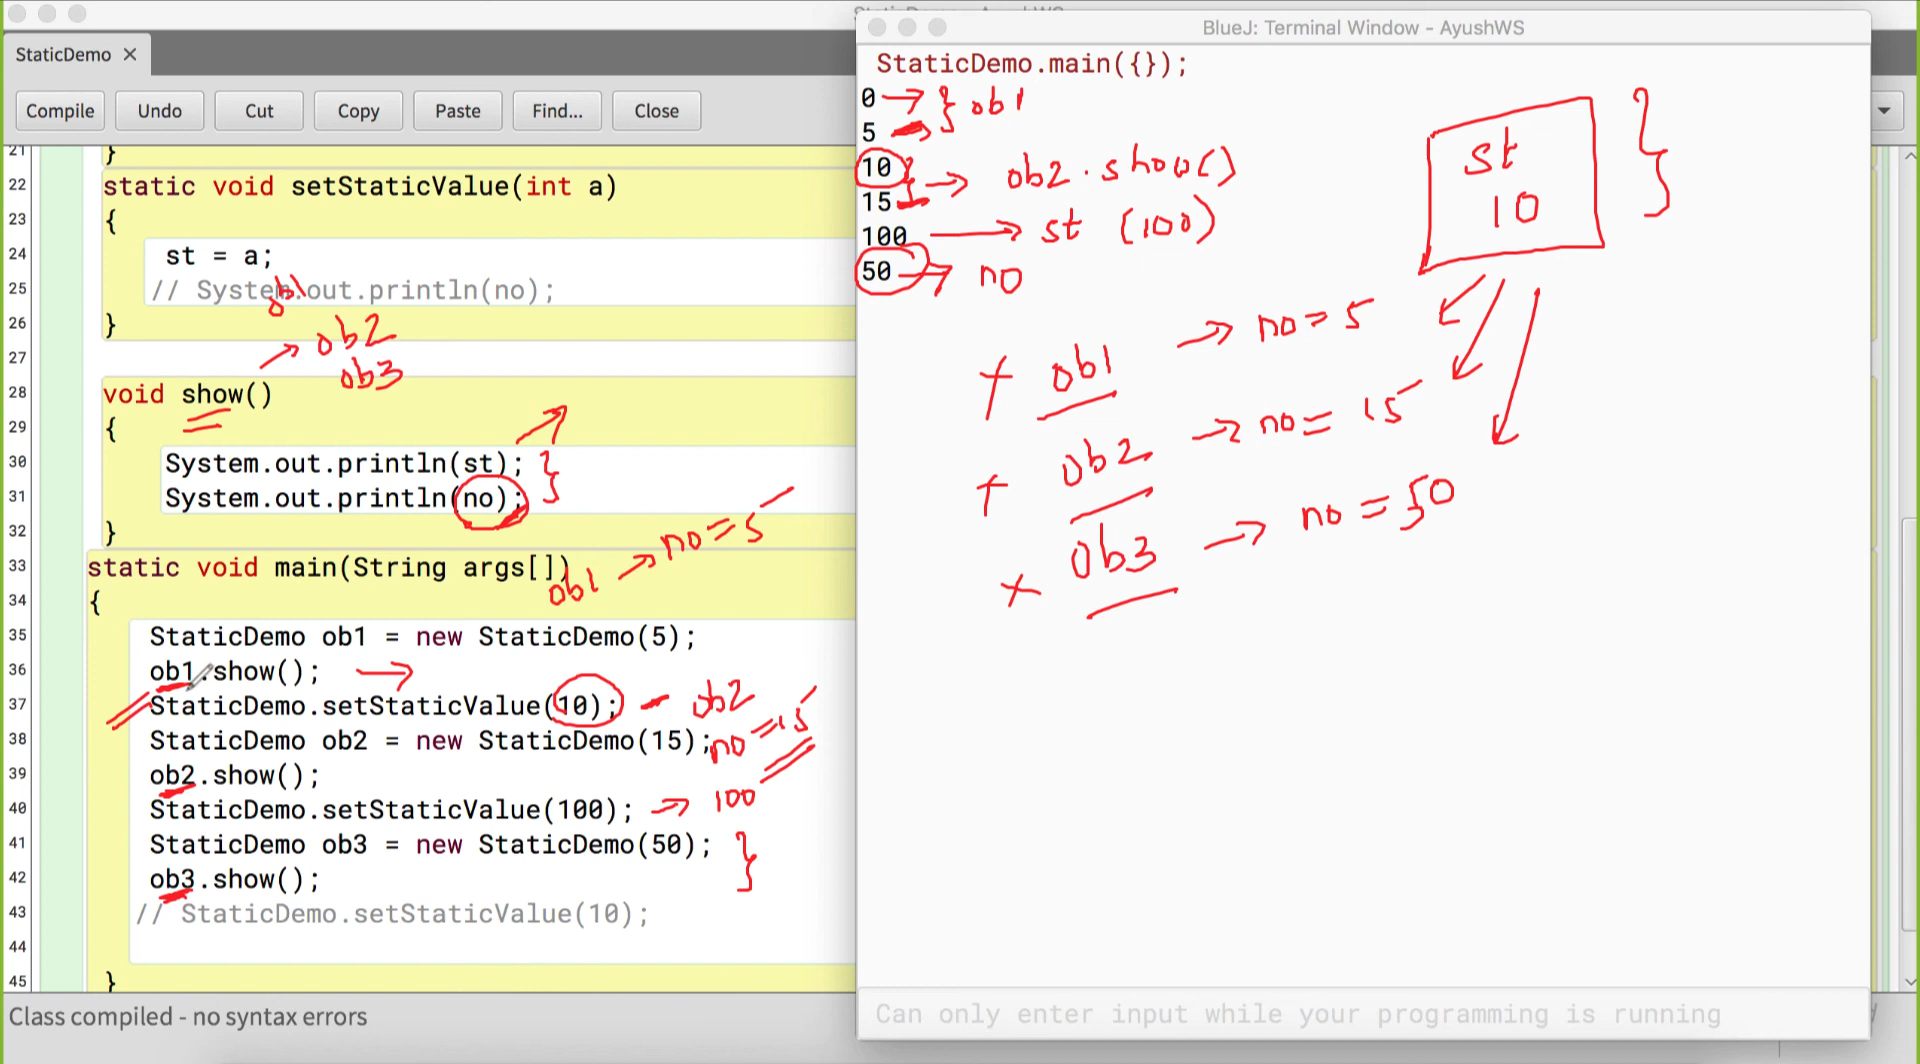 BlueJ: Terminal Window - AyushWS
StaticDemo ×
Compile Undo Cut Copy Paste Find... Close
21 }
22 static void setStaticValue(int a)
23 {
24 st = a;
25 // System.out.println(no);
26 }
27
28 void show()
29 {
30 System.out.println(st);
31 System.out.println(no);
32 }
33 static void main(String args[])
34 {
35 StaticDemo ob1 = new StaticDemo(5);
36 ob1.show();
37 StaticDemo.setStaticValue(10);
38 StaticDemo ob2 = new StaticDemo(15);
39 ob2.show();
40 StaticDemo.setStaticValue(100);
41 StaticDemo ob3 = new StaticDemo(50);
42 ob3.show();
43 // StaticDemo.setStaticValue(10);
44
45 }
Class compiled - no syntax errors
ob1
ob2
ob3
ob1 → no=5
ob2
no=15
→ 100
}
StaticDemo.main({});
0 → } ob1
5
10 } → ob2.show()
15
100 → st (100)
50 → no
st
10
}
+ ob1 → no=5
+ ob2 → no=15
× ob3 → no=50
Can only enter input while your programming is running